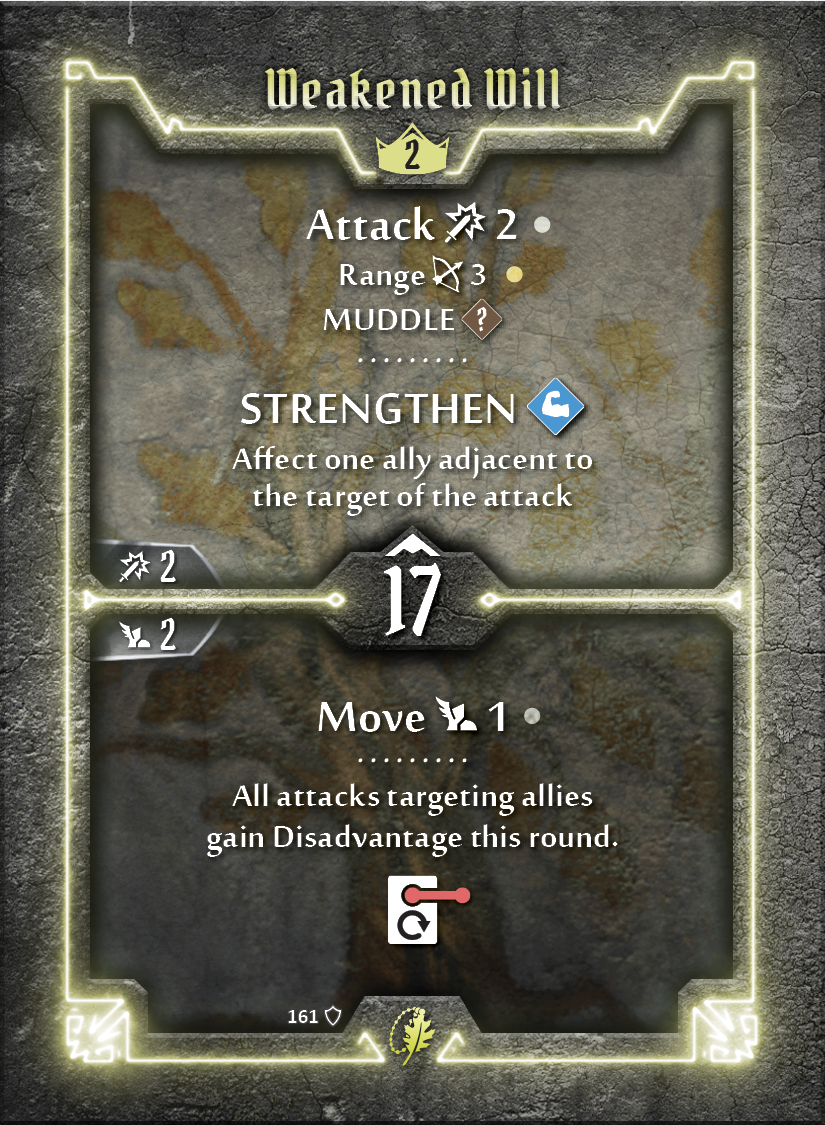 Weakened Will
2
Attack 2
Range 3
MUDDLE ?
STRENGTHEN
Affect one ally adjacent to
the target of the attack
2
17
2
Move 1
All attacks targeting allies
gain Disadvantage this round.
161